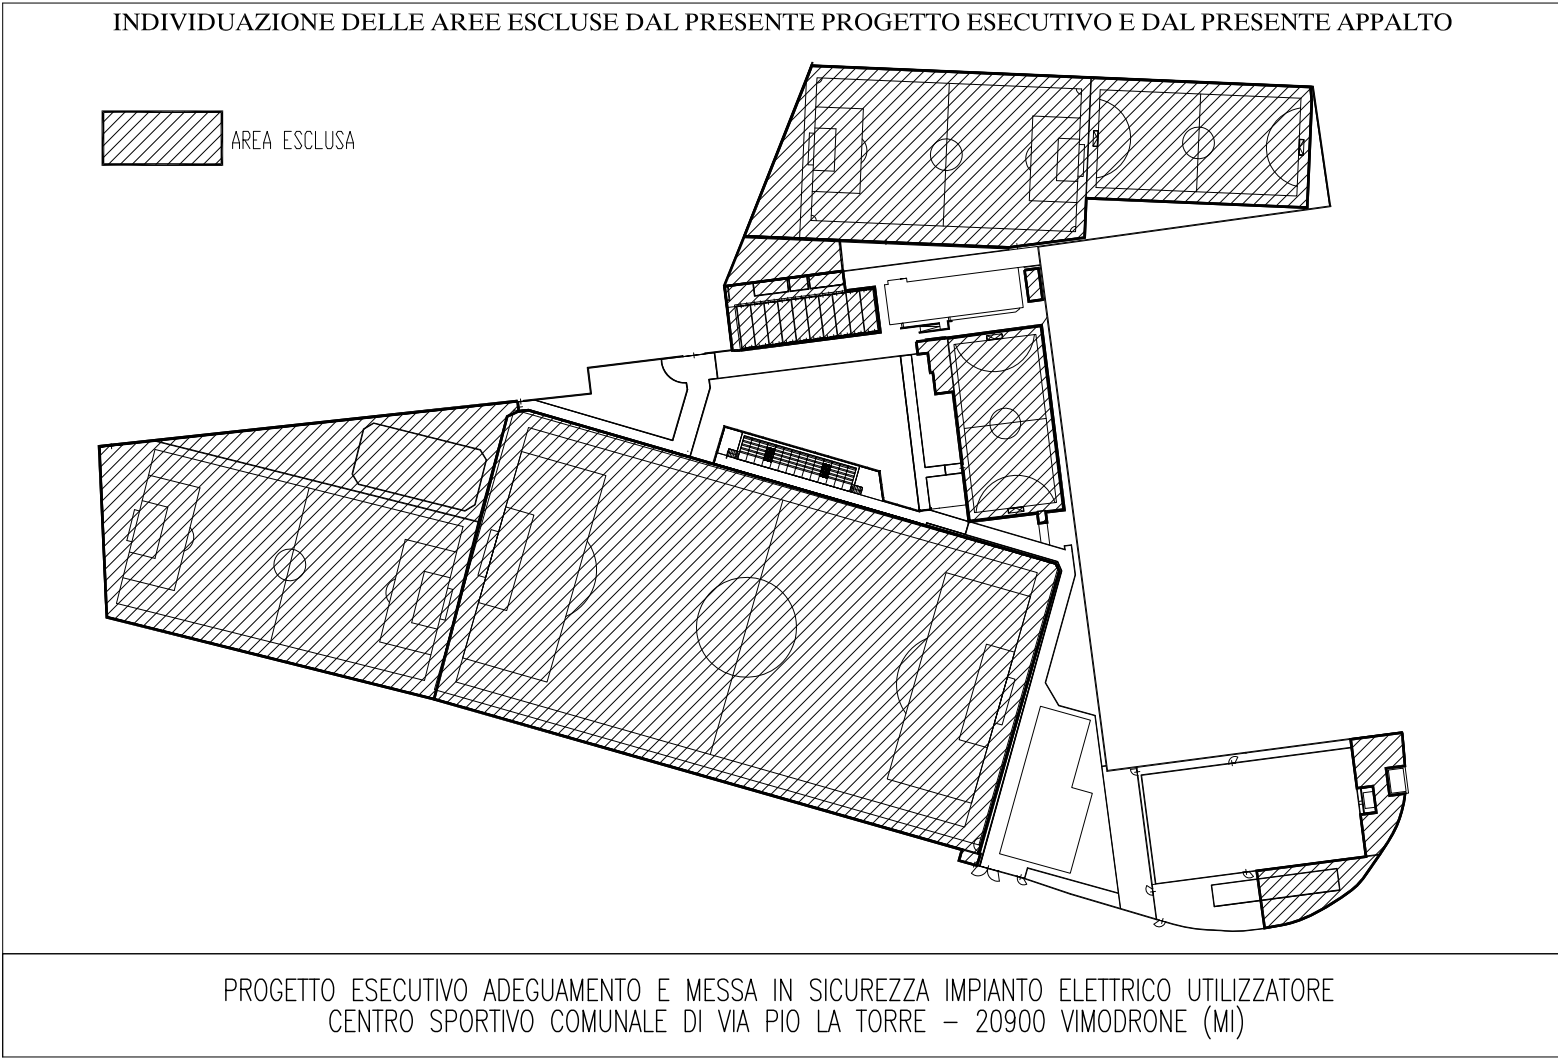 INDIVIDUAZIONE DELLE AREE ESCLUSE DAL PRESENTE PROGETTO ESECUTIVO E DAL PRESENTE APPALTO
AREA ESCLUSA
PROGETTO ESECUTIVO ADEGUAMENTO E MESSA IN SICUREZZA IMPIANTO ELETTRICO UTILIZZATORE
CENTRO SPORTIVO COMUNALE DI VIA PIO LA TORRE – 20900 VIMODRONE (MI)